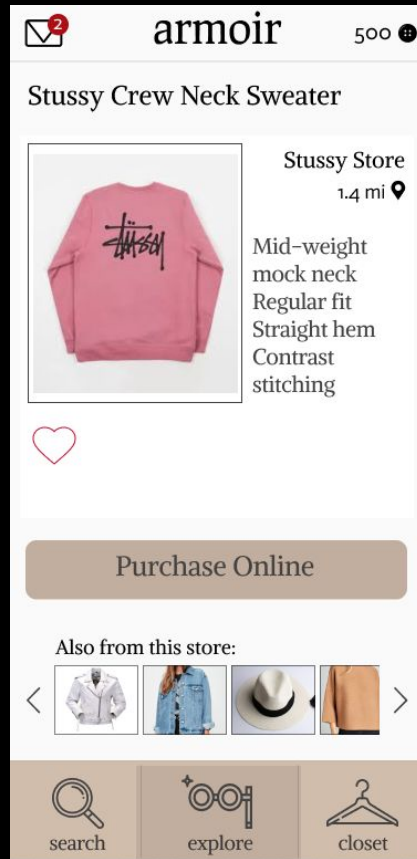 2
armoir
500
Stussy Crew Neck Sweater
Stussy Store
1.4 mi
Mid-weight
mock neck
Regular fit
Straight hem
Contrast
stitching
Stüssy
Purchase Online
Also from this store:
search
explore
closet